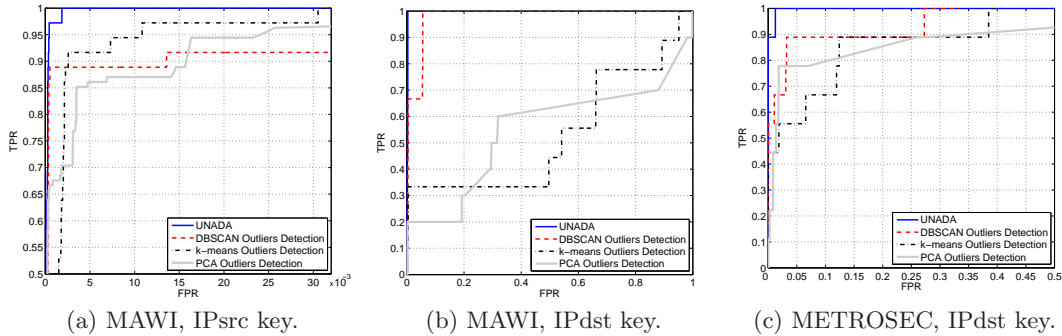 1
0.95
0.9
0.85
0.8
0.75
0.7
0.65
0.6
0.55
0.5
TPR
0 5 10 15 20 25 30
x 10⁻³
FPR
UNADA
DBSCAN Outliers Detection
k−means Outliers Detection
PCA Outliers Detection
(a) MAWI, IPsrc key.
1
0.9
0.8
0.7
0.6
0.5
0.4
0.3
0.2
0.1
0
TPR
0 0.2 0.4 0.6 0.8 1
FPR
UNADA
DBSCAN Outliers Detection
k−means Outliers Detection
PCA Outliers Detection
(b) MAWI, IPdst key.
1
0.9
0.8
0.7
0.6
0.5
0.4
0.3
0.2
0.1
0
TPR
0.05 0.1 0.15 0.2 0.25 0.3 0.35 0.4 0.45 0.5
FPR
UNADA
DBSCAN Outliers Detection
k−means Outliers Detection
PCA Outliers Detection
(c) METROSEC, IPdst key.